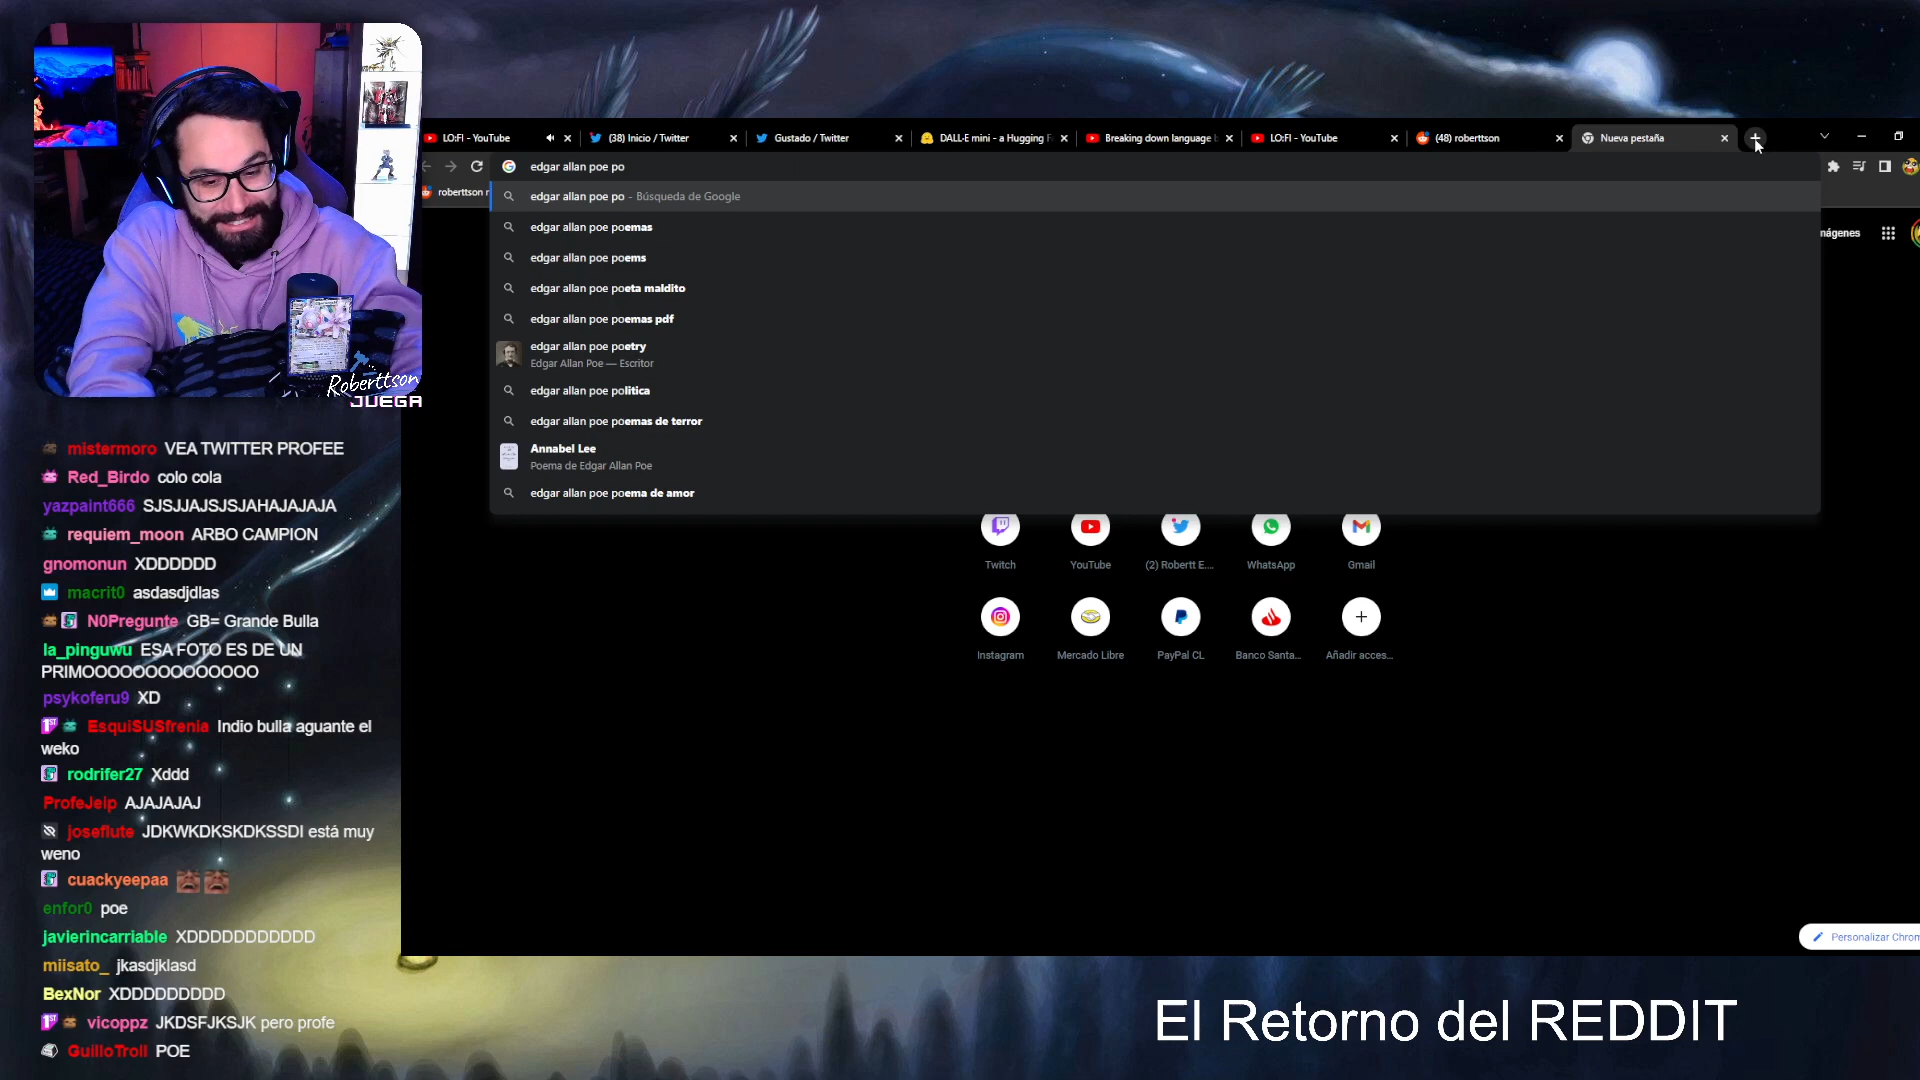 LO:FI - YouTube
(38) Inicio / Twitter
Gustado / Twitter
DALL-E mini - a Hugging F
Breaking down language
LO:FI - YouTube
(48) roberttson
Nueva pestaña
edgar allan poe po
roberttson r
edgar allan poe po - Búsqueda de Google
edgar allan poe poemas
mágenes
edgar allan poe poems
edgar allan poe poeta maldito
edgar allan poe poemas pdf
edgar allan poe poetry
Edgar Allan Poe — Escritor
edgar allan poe politica
edgar allan poe poemas de terror
Annabel Lee
Poema de Edgar Allan Poe
edgar allan poe poema de amor
Twitch
YouTube
(2) Robertt E...
WhatsApp
Gmail
Instagram
Mercado Libre
PayPal CL
Banco Santa...
Añadir acces...
Personalizar Chrom
Roberttson
JUEGA
mistermoro VEA TWITTER PROFEE
Red_Birdo colo cola
yazpaint666 SJSJJAJSJSJAHAJAJAJA
requiem_moon ARBO CAMPION
gnomonun XDDDDDD
macrit0 asdasdjdlas
N0Pregunte GB= Grande Bulla
la_pinguwu ESA FOTO ES DE UN
PRIMOOOOOOOOOOOOOO
psykoferu9 XD
EsquiSUSfrenia Indio bulla aguante el
weko
rodrifer27 Xddd
ProfeJeip AJAJAJAJ
joseflute JDKWKDKSKDKSSDI está muy
weno
cuackyeepaa
enfor0 poe
javierincarriable XDDDDDDDDDDD
miisato_ jkasdjklasd
BexNor XDDDDDDDDD
vicoppz JKDSFJKSJK pero profe
GuilloTroll POE
El Retorno del REDDIT